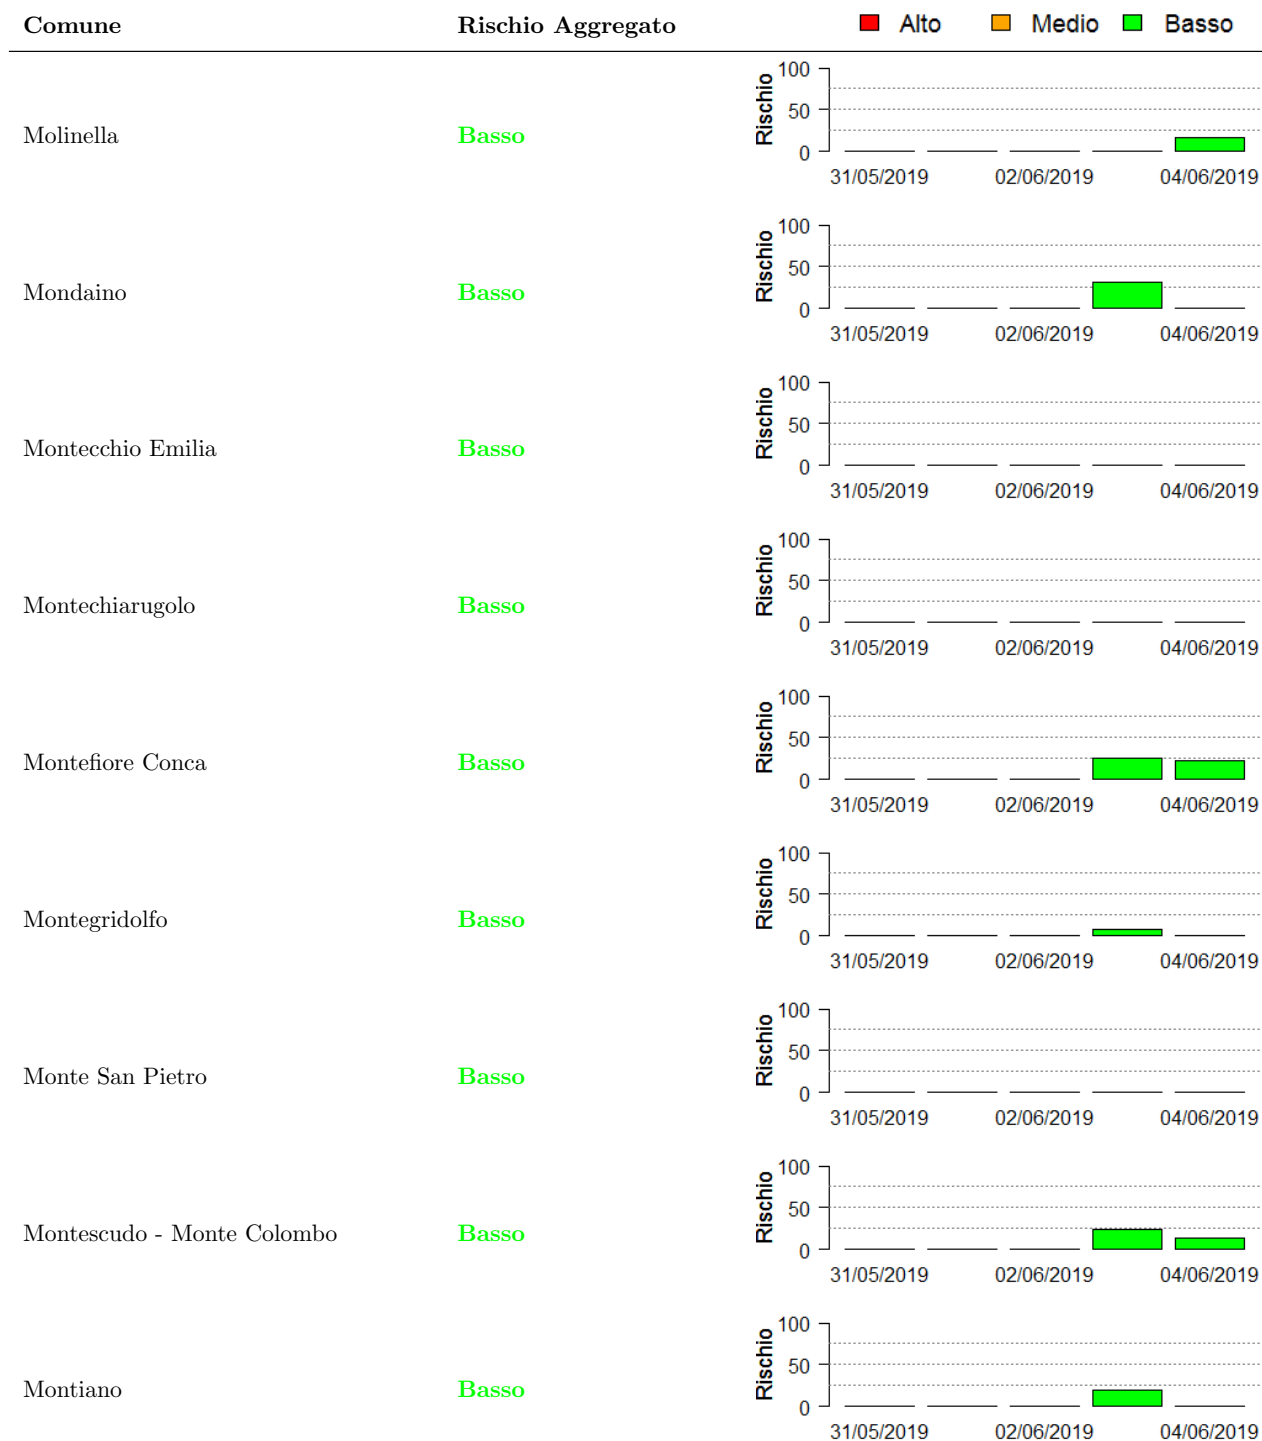 Comune Rischio Aggregato Alto Medio Basso
Molinella Basso Rischio 100 50 0
31/05/2019 02/06/2019 04/06/2019
Mondaino Basso Rischio 100 50 0
31/05/2019 02/06/2019 04/06/2019
Montecchio Emilia Basso Rischio 100 50 0
31/05/2019 02/06/2019 04/06/2019
Montechiarugolo Basso Rischio 100 50 0
31/05/2019 02/06/2019 04/06/2019
Montefiore Conca Basso Rischio 100 50 0
31/05/2019 02/06/2019 04/06/2019
Montegridolfo Basso Rischio 100 50 0
31/05/2019 02/06/2019 04/06/2019
Monte San Pietro Basso Rischio 100 50 0
31/05/2019 02/06/2019 04/06/2019
Montescudo - Monte Colombo Basso Rischio 100 50 0
31/05/2019 02/06/2019 04/06/2019
Montiano Basso Rischio 100 50 0
31/05/2019 02/06/2019 04/06/2019